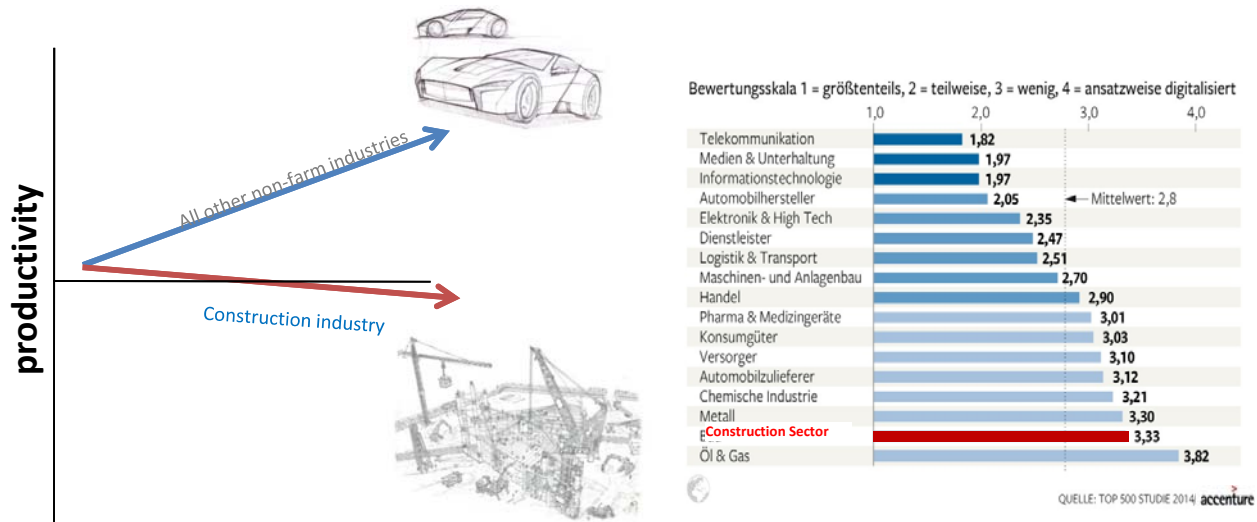 productivity
All other non-farm industries
Construction industry
Bewertungsskala 1 = größtenteils, 2 = teilweise, 3 = wenig, 4 = ansatzweise digitalisiert
1,0 2,0 3,0 4,0
Telekommunikation 1,82
Medien & Unterhaltung 1,97
Informationstechnologie 1,97
Automobilhersteller 2,05 Mittelwert: 2,8
Elektronik & High Tech 2,35
Dienstleister 2,47
Logistik & Transport 2,51
Maschinen- und Anlagenbau 2,70
Handel 2,90
Pharma & Medizingeräte 3,01
Konsumgüter 3,03
Versorger 3,10
Automobilzulieferer 3,12
Chemische Industrie 3,21
Metall 3,30
Construction Sector 3,33
Öl & Gas 3,82
QUELLE: TOP 500 STUDIE 2014| accenture